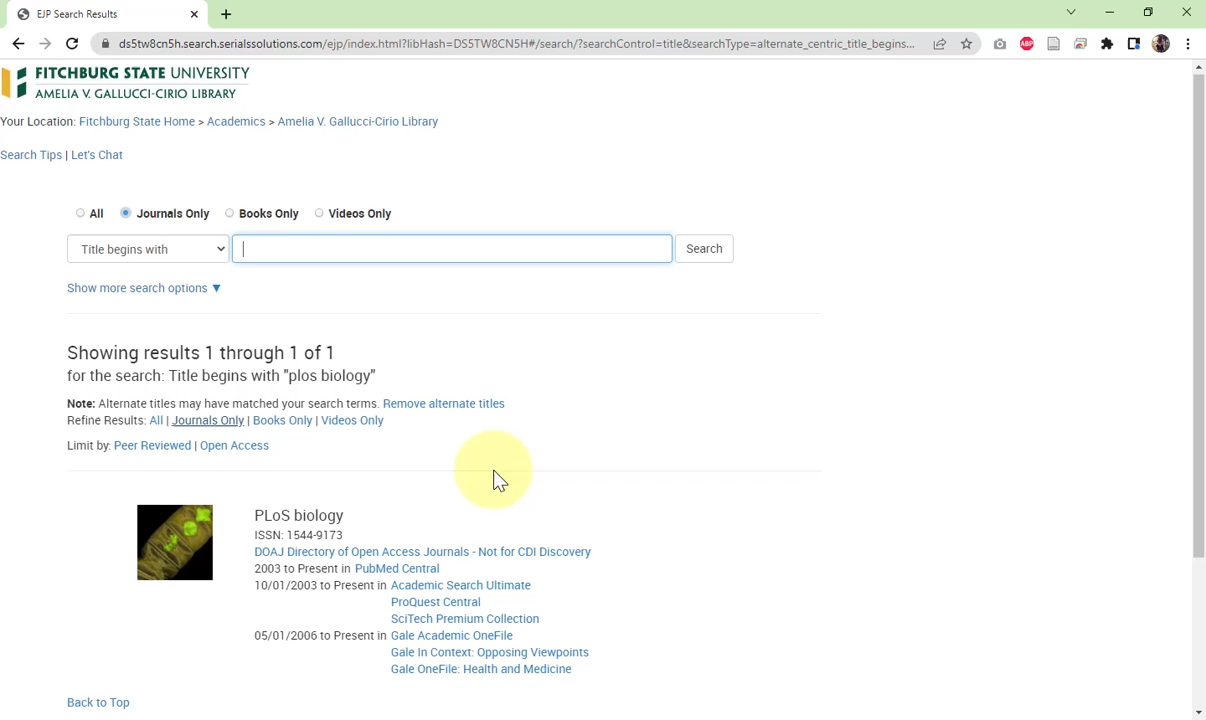 EJP Search Results
ds5tw8cn5h.search.serialssolutions.com/ejp/index.html?libHash=DS5TW8CN5H#/search/?searchControl=title&searchType=alternate_centric_title_begins...
ABP
FITCHBURG STATE UNIVERSITY
AMELIA V. GALLUCCI-CIRIO LIBRARY
Your Location: Fitchburg State Home > Academics > Amelia V. Gallucci-Cirio Library
Search Tips | Let's Chat
All Journals Only Books Only Videos Only
Title begins with Search
Show more search options ▼
Showing results 1 through 1 of 1
for the search: Title begins with "plos biology"
Note: Alternate titles may have matched your search terms. Remove alternate titles
Refine Results: All | Journals Only | Books Only | Videos Only
Limit by: Peer Reviewed | Open Access
PLoS biology
ISSN: 1544-9173
DOAJ Directory of Open Access Journals - Not for CDI Discovery
2003 to Present in PubMed Central
10/01/2003 to Present in Academic Search Ultimate
ProQuest Central
SciTech Premium Collection
05/01/2006 to Present in Gale Academic OneFile
Gale In Context: Opposing Viewpoints
Gale OneFile: Health and Medicine
Back to Top